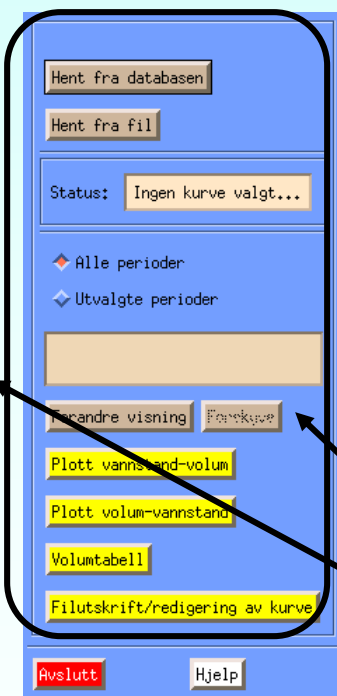 Hent fra databasen
Hent fra fil
Status: Ingen kurve valgt...
Alle perioder
Utvalgte perioder
Forandre visning
Plott vannstand-volum
Plott volum-vannstand
Volumtabell
Filutskrift/redigering av kurve
Avslutt Hjelp